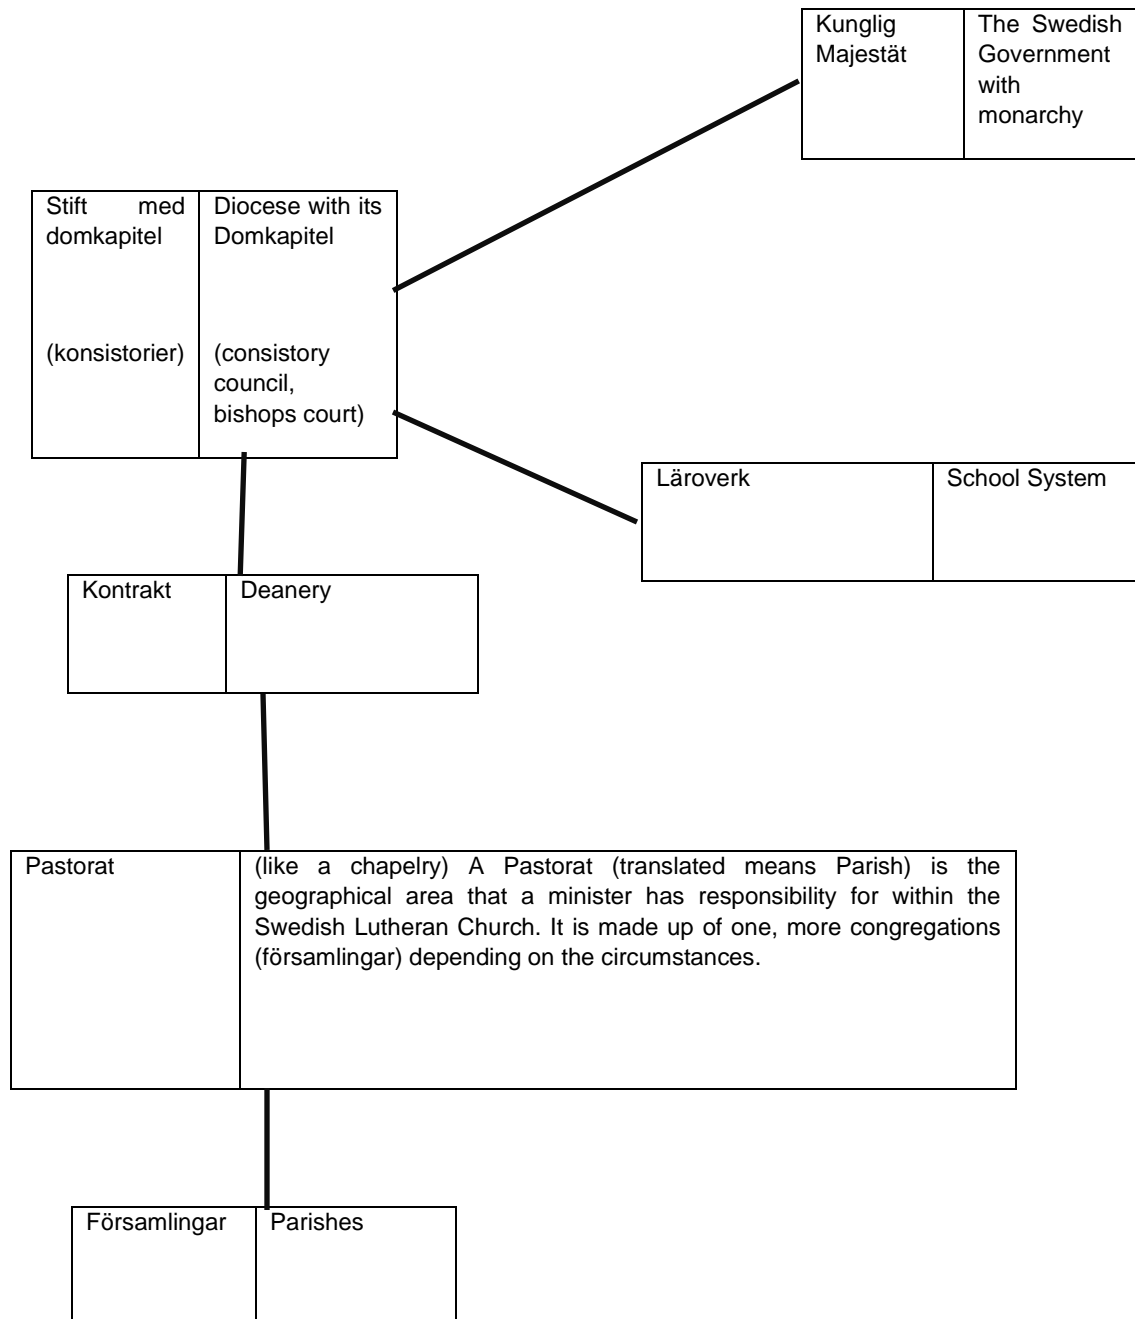 Kunglig
Majestät
The Swedish
Government
with
monarchy
Stift med
domkapitel
(konsistorier)
Diocese with its
Domkapitel
(consistory
council,
bishops court)
Läroverk
School System
Kontrakt
Deanery
Pastorat
(like a chapelry) A Pastorat (translated means Parish) is the
geographical area that a minister has responsibility for within the
Swedish Lutheran Church. It is made up of one, more congregations
(församlingar) depending on the circumstances.
Församlingar
Parishes